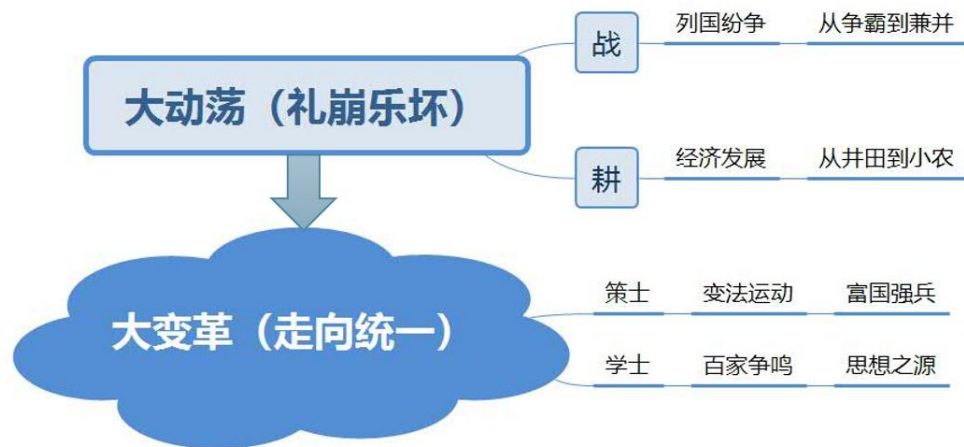 大动荡（礼崩乐坏）
战 列国纷争 从争霸到兼并
耕 经济发展 从井田到小农
大变革（走向统一）
策士 变法运动 富国强兵
学士 百家争鸣 思想之源